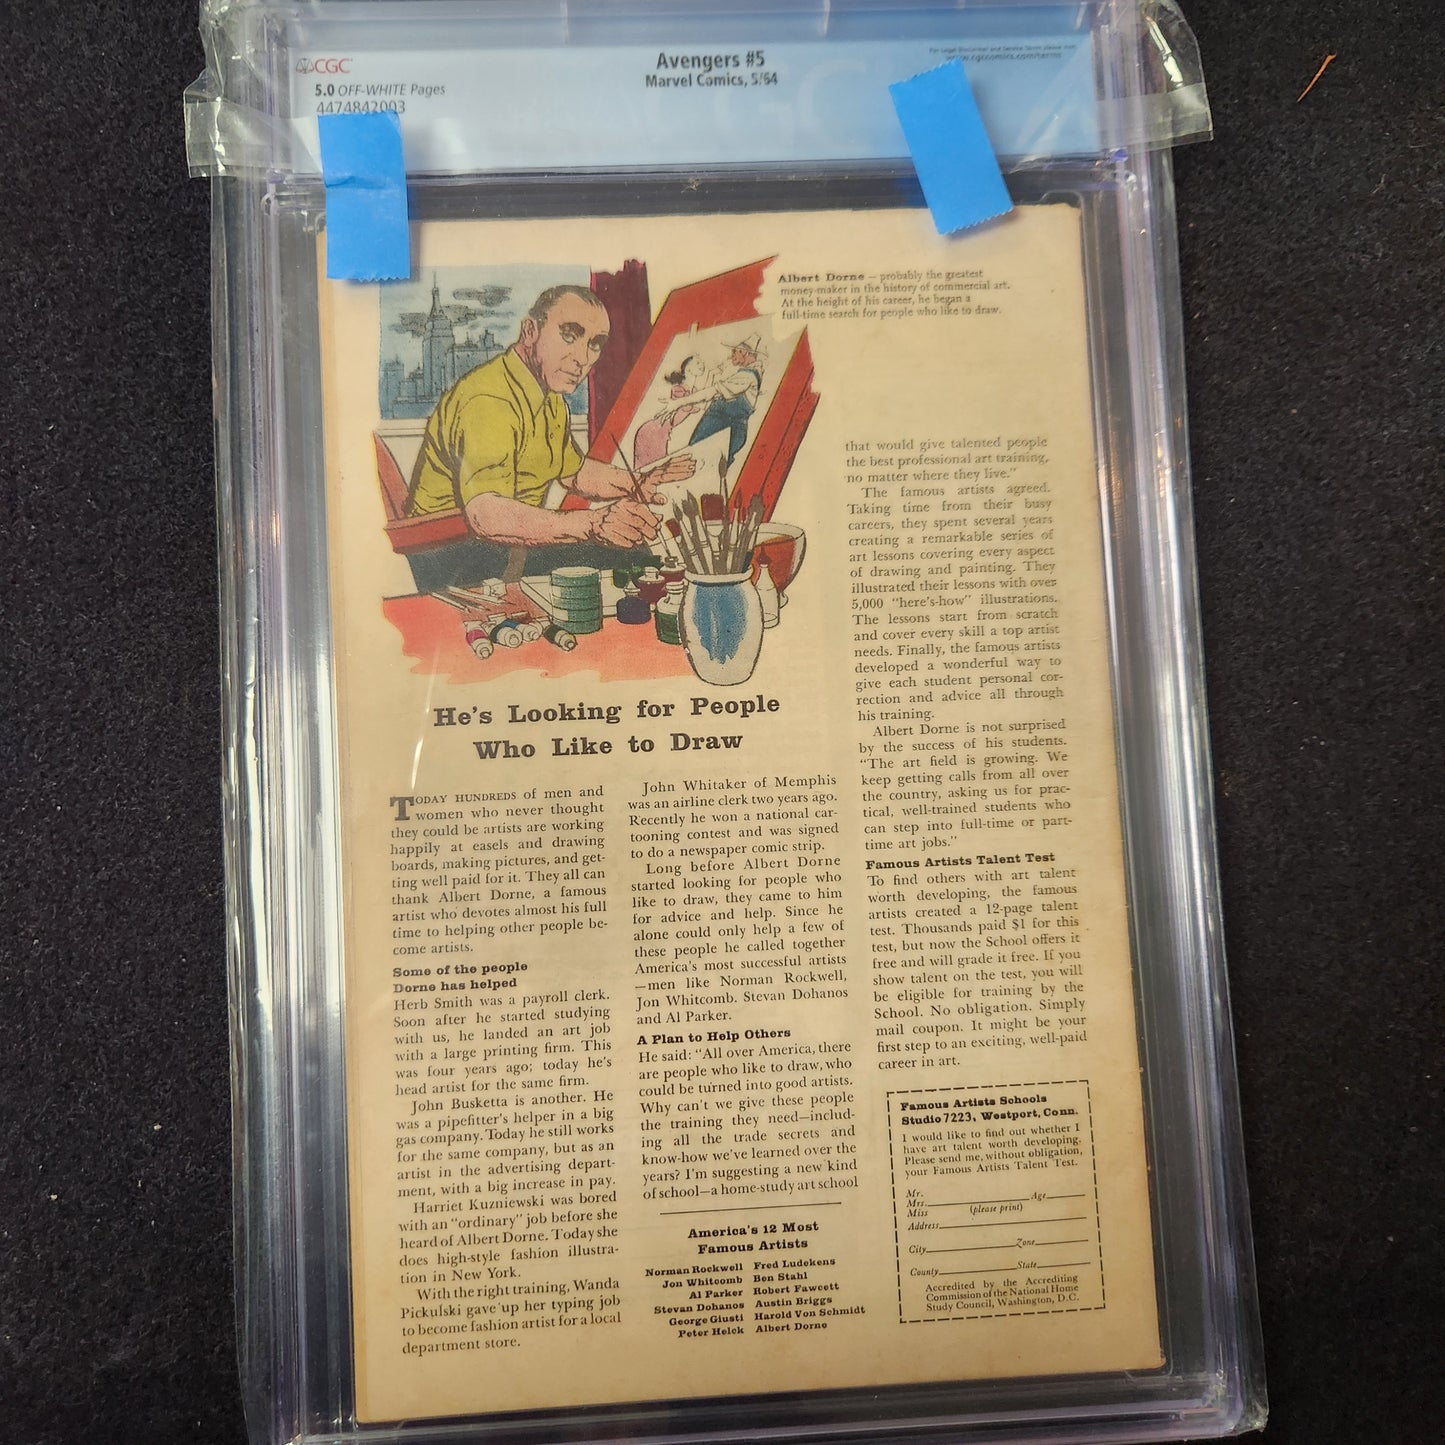 CGC
Avengers #5
Marvel Comics, 5/64
5.0 OFF-WHITE Pages
4474842003
For Legal Disclaimer and Service Terms please visit
www.cgccomics.com/terms
Albert Dorne — probably the greatest
money-maker in the history of commercial art.
At the height of his career, he began a
full-time search for people who like to draw.
He's Looking for People
Who Like to Draw
TODAY HUNDREDS of men and
women who never thought
they could be artists are working
happily at easels and drawing
boards, making pictures, and get-
ting well paid for it. They all can
thank Albert Dorne, a famous
artist who devotes almost his full
time to helping other people be-
come artists.
Some of the people
Dorne has helped
Herb Smith was a payroll clerk.
Soon after he started studying
with us, he landed an art job
with a large printing firm. This
was four years ago; today he's
head artist for the same firm.
John Busketta is another. He
was a pipefitter's helper in a big
gas company. Today he still works
for the same company, but as an
artist in the advertising depart-
ment, with a big increase in pay.
Harriet Kuzniewski was bored
with an "ordinary" job before she
heard of Albert Dorne. Today she
does high-style fashion illustra-
tion in New York.
With the right training, Wanda
Pickulski gave up her typing job
to become fashion artist for a local
department store.
John Whitaker of Memphis
was an airline clerk two years ago.
Recently he won a national car-
tooning contest and was signed
to do a newspaper comic strip.
Long before Albert Dorne
started looking for people who
like to draw, they came to him
for advice and help. Since he
alone could only help a few of
these people he called together
America's most successful artists
—men like Norman Rockwell,
Jon Whitcomb, Stevan Dohanos
and Al Parker.
A Plan to Help Others
He said: "All over America, there
are people who like to draw, who
could be turned into good artists.
Why can't we give these people
the training they need—includ-
ing all the trade secrets and
know-how we've learned over the
years? I'm suggesting a new kind
of school—a home-study art school
that would give talented people
the best professional art training,
no matter where they live."
The famous artists agreed.
Taking time from their busy
careers, they spent several years
creating a remarkable series of
art lessons covering every aspect
of drawing and painting. They
illustrated their lessons with over
5,000 "here's-how" illustrations.
The lessons start from scratch
and cover every skill a top artist
needs. Finally, the famous artists
developed a wonderful way to
give each student personal cor-
rection and advice all through
his training.
Albert Dorne is not surprised
by the success of his students.
"The art field is growing. We
keep getting calls from all over
the country, asking us for prac-
tical, well-trained students who
can step into full-time or part-
time art jobs."
Famous Artists Talent Test
To find others with art talent
worth developing, the famous
artists created a 12-page talent
test. Thousands paid $1 for this
test, but now the School offers it
free and will grade it free. If you
show talent on the test, you will
be eligible for training by the
School. No obligation. Simply
mail coupon. It might be your
first step to an exciting, well-paid
career in art.
America's 12 Most
Famous Artists
Norman Rockwell Fred Ludekens
Jon Whitcomb Ben Stahl
Al Parker Robert Fawcett
Stevan Dohanos Austin Briggs
George Giusti Harold Von Schmidt
Peter Helck Albert Dorne
Famous Artists Schools
Studio 7223, Westport, Conn.
I would like to find out whether I
have art talent worth developing.
Please send me, without obligation,
your Famous Artists Talent Test.
Mr.
Mrs. Age
Miss (please print)
Address
City Zone
County State
Accredited by the Accrediting
Commission of the National Home
Study Council, Washington, D.C.